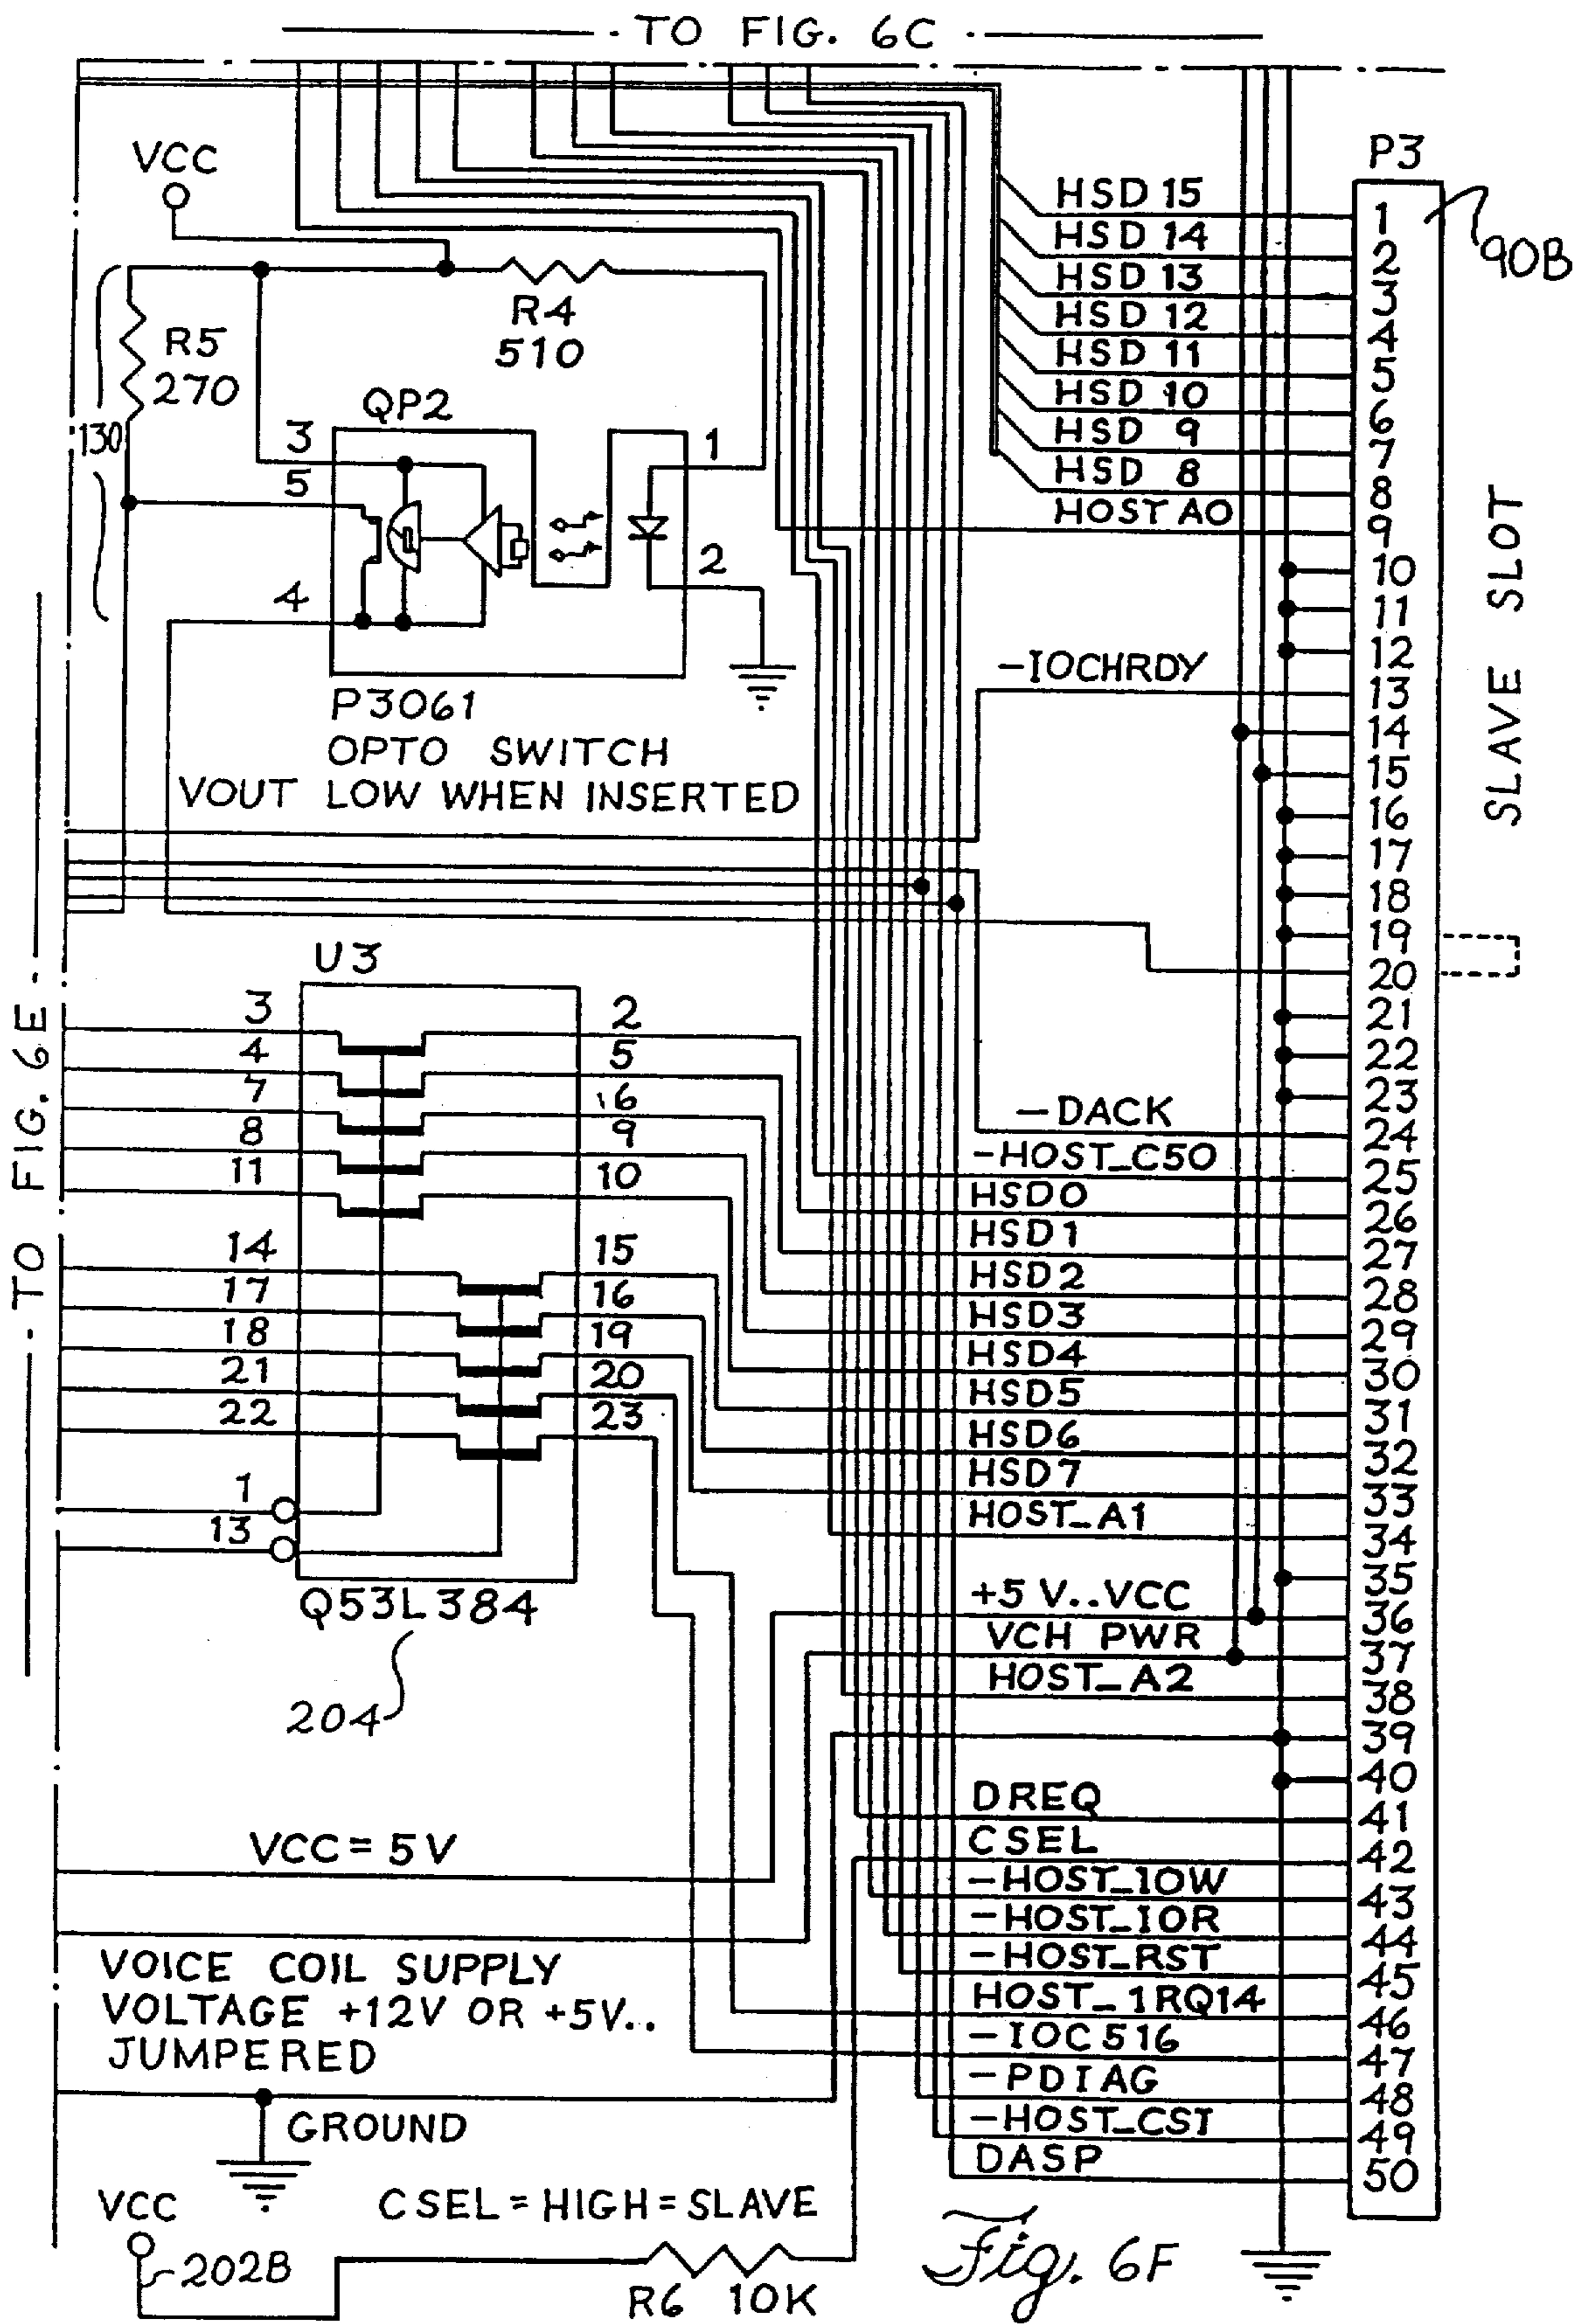 TO FIG. 6C
P3
90B
VCC
HSD 15
HSD 14
HSD 13
HSD 12
HSD 11
HSD 10
HSD 9
HSD 8
HOST A0
R4
510
R5
270
130
QP2
3
5
4
1
2
P3061
OPTO SWITCH
VOUT LOW WHEN INSERTED
-IOCHRDY
1
2
3
4
5
6
7
8
9
10
11
12
13
14
15
16
17
18
19
20
21
22
23
24
25
26
27
28
29
30
31
32
33
34
35
36
37
38
39
40
41
42
43
44
45
46
47
48
49
50
SLAVE SLOT
TO FIG. 6E
U3
3 2
4 5
7 6
8 9
11 10
14 15
17 16
18 19
21 20
22 23
1
13
Q53L384
204
-DACK
-HOST_C50
HSD0
HSD1
HSD2
HSD3
HSD4
HSD5
HSD6
HSD7
HOST_A1
+5 V..VCC
VCH PWR
HOST_A2
DREQ
CSEL
-HOST_IOW
-HOST_IOR
-HOST_RST
HOST_1RQ14
-IOC516
-PDIAG
-HOST_CS1
DASP
VCC = 5V
VOICE COIL SUPPLY
VOLTAGE +12V OR +5V..
JUMPERED
GROUND
VCC
202B
CSEL = HIGH = SLAVE
R6 10K
Fig. 6F